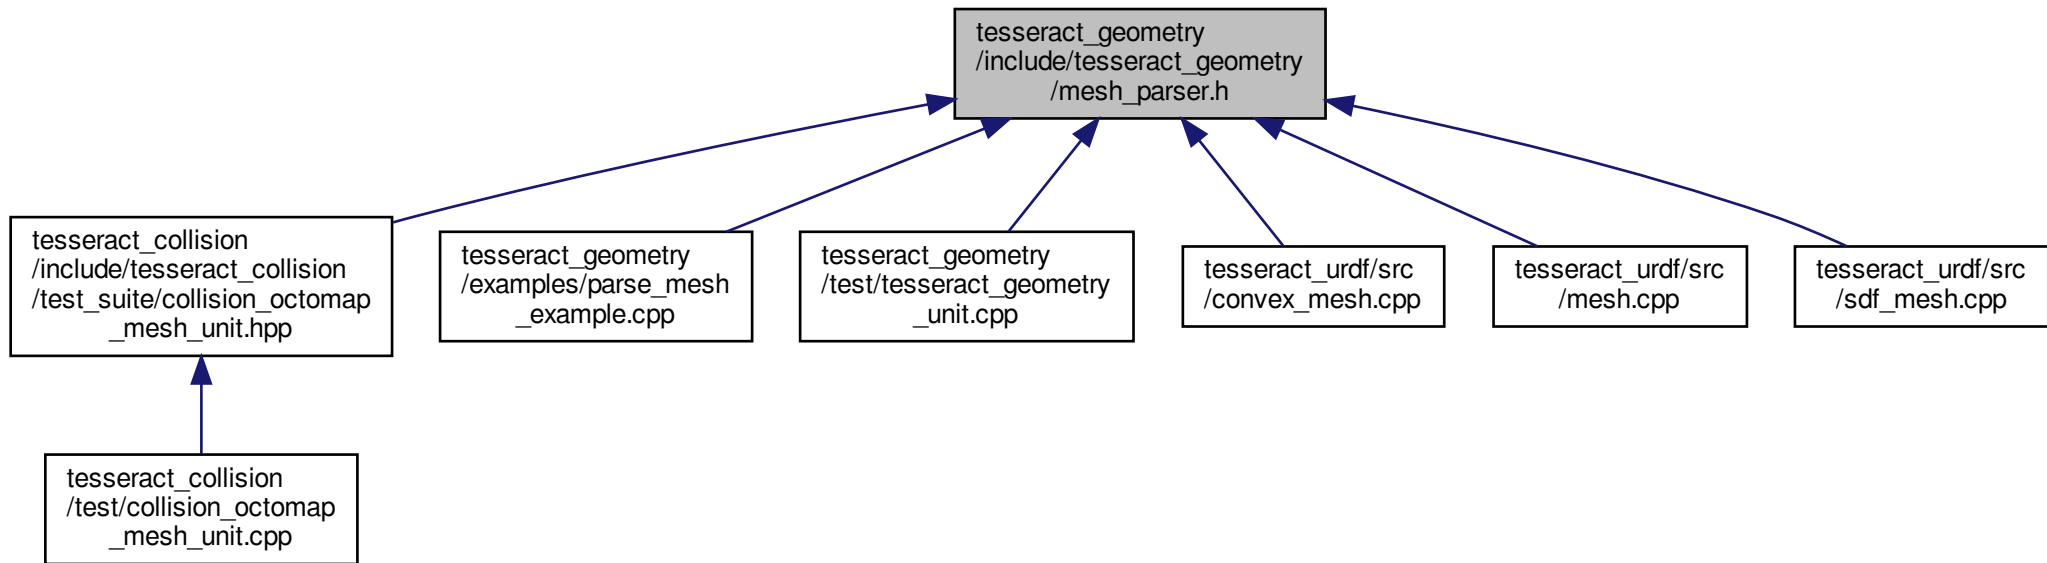 tesseract_geometry
/include/tesseract_geometry
/mesh_parser.h
tesseract_collision
/include/tesseract_collision
/test_suite/collision_octomap
_mesh_unit.hpp
tesseract_geometry
/examples/parse_mesh
_example.cpp
tesseract_geometry
/test/tesseract_geometry
_unit.cpp
tesseract_urdf/src
/convex_mesh.cpp
tesseract_urdf/src
/mesh.cpp
tesseract_urdf/src
/sdf_mesh.cpp
tesseract_collision
/test/collision_octomap
_mesh_unit.cpp